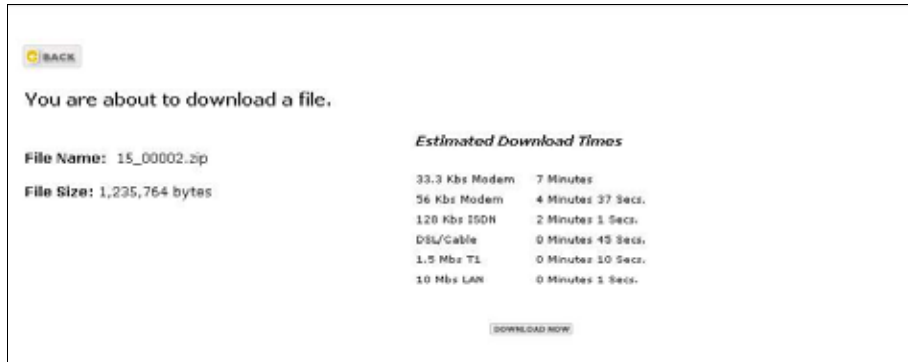 BACK
You are about to download a file.
File Name: 15_00002.zip
File Size: 1,235,764 bytes
Estimated Download Times
33.3 Kbs Modem 7 Minutes
56 Kbs Modem 4 Minutes 37 Secs.
128 Kbs ISDN 2 Minutes 1 Secs.
DSL/Cable 0 Minutes 45 Secs.
1.5 Mbs T1 0 Minutes 10 Secs.
10 Mbs LAN 0 Minutes 1 Secs.
DOWNLOAD NOW